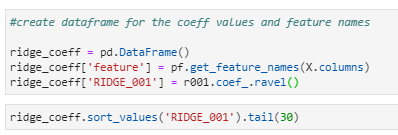 #create dataframe for the coeff values and feature names
ridge_coeff = pd.DataFrame()
ridge_coeff['feature'] = pf.get_feature_names(X.columns)
ridge_coeff['RIDGE_001'] = r001.coef_.ravel()
ridge_coeff.sort_values('RIDGE_001').tail(30)